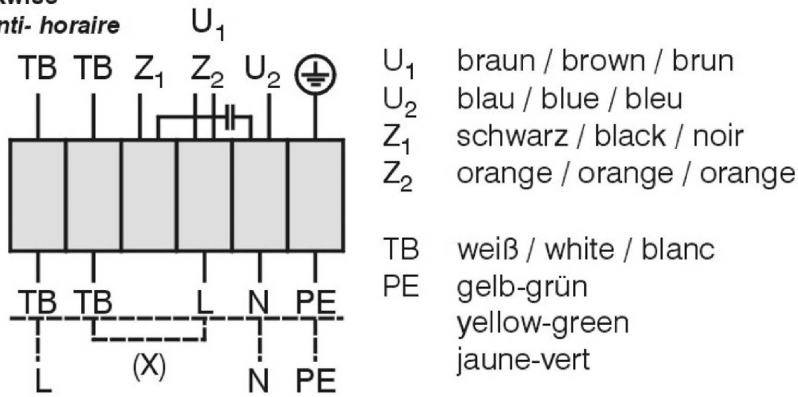 nti- horaire
U1
TB TB Z1 Z2 U2
TB TB L N PE
(X)
L N PE
U1 braun / brown / brun
U2 blau / blue / bleu
Z1 schwarz / black / noir
Z2 orange / orange / orange
TB weiß / white / blanc
PE gelb-grün
yellow-green
jaune-vert